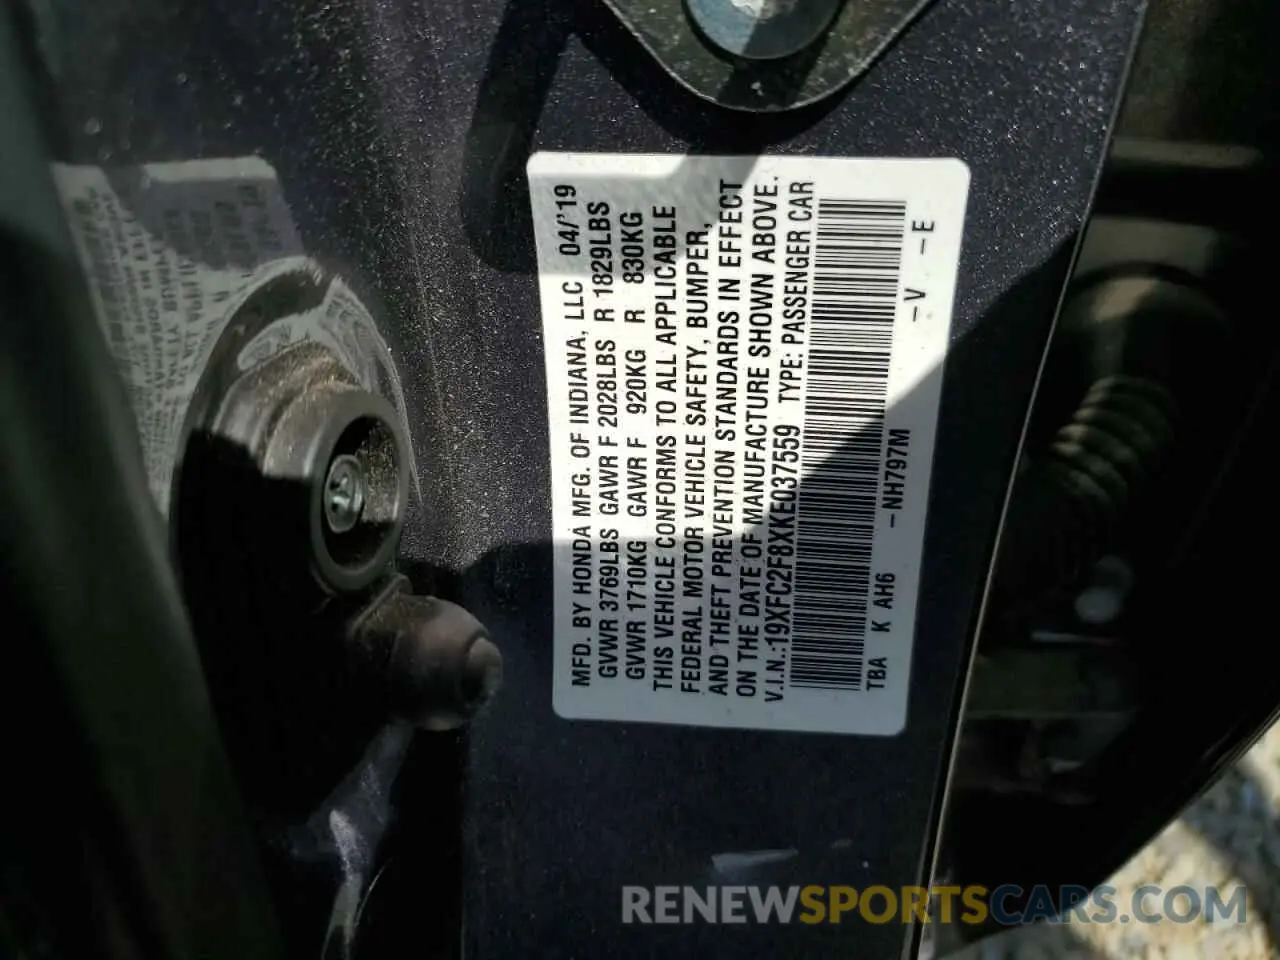 MFD. BY HONDA MFG. OF INDIANA, LLC 04/'19
GVWR 3769LBS GAWR F 2028LBS R 1829LBS
GVWR 1710KG GAWR F 920KG R 830KG
THIS VEHICLE CONFORMS TO ALL APPLICABLE
FEDERAL MOTOR VEHICLE SAFETY, BUMPER,
AND THEFT PREVENTION STANDARDS IN EFFECT
ON THE DATE OF MANUFACTURE SHOWN ABOVE.
V.I.N.:19XFC2F8XKE037559 TYPE: PASSENGER CAR
TBA K AH6 -NH797M -V -E
RENEWSPORTSCARS.COM